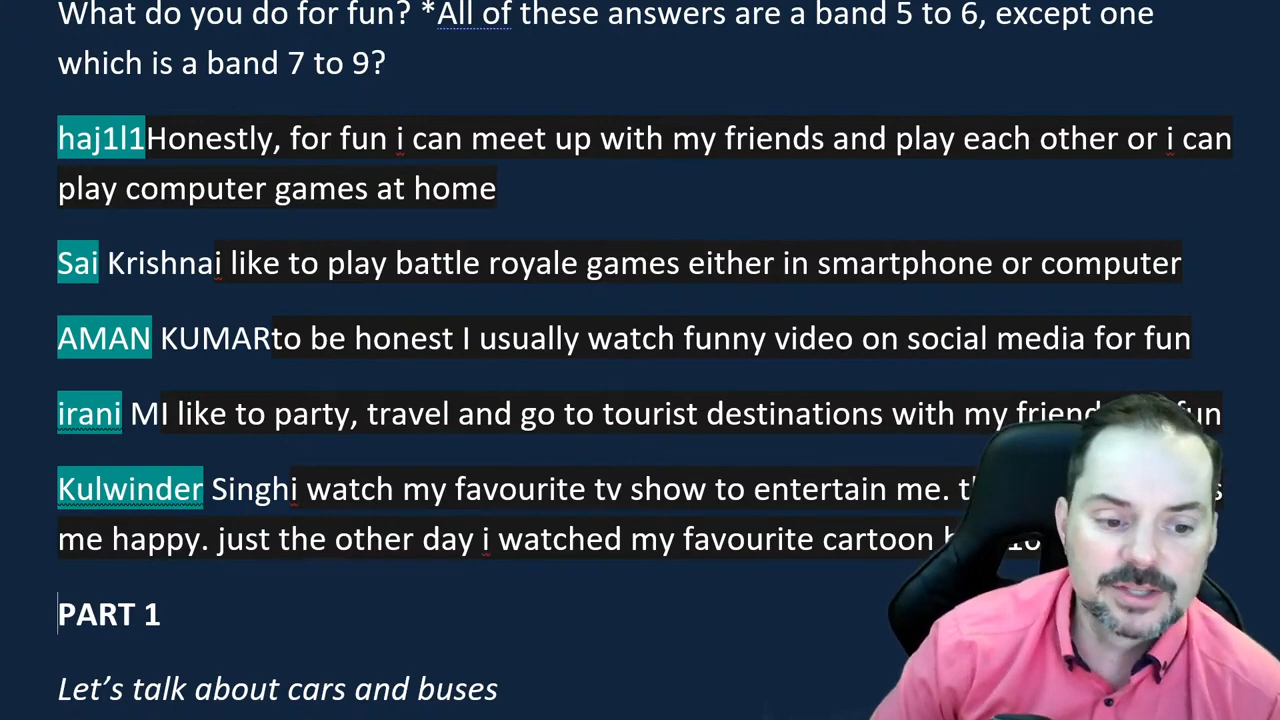 What do you do for fun? *All of these answers are a band 5 to 6, except one
which is a band 7 to 9?
haj1l1Honestly, for fun i can meet up with my friends and play each other or i can
play computer games at home
Sai Krishnai like to play battle royale games either in smartphone or computer
AMAN KUMARto be honest I usually watch funny video on social media for fun
irani MI like to party, travel and go to tourist destinations with my fun
Kulwinder Singhi watch my favourite tv show to entertain me.
me happy. just the other day i watched my favourite cartoon
PART 1
Let's talk about cars and buses